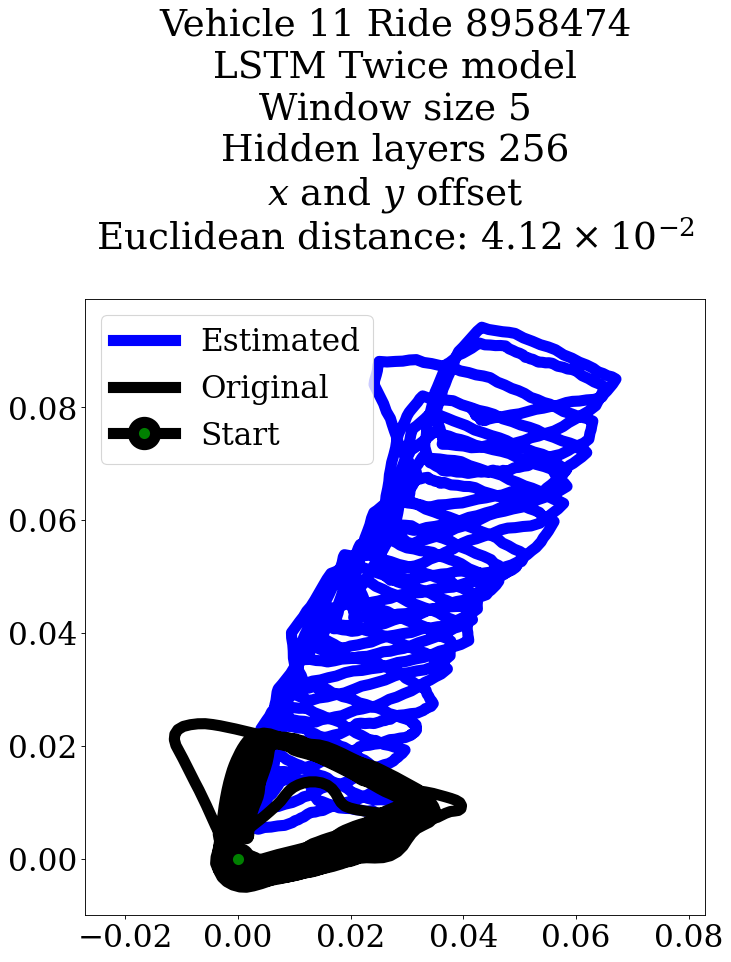 Vehicle 11 Ride 8958474
LSTM Twice model
Window size 5
Hidden layers 256
x and y offset
Euclidean distance: 4.12 × 10⁻²
Estimated
Original
Start
0.08
0.06
0.04
0.02
0.00
−0.02 0.00 0.02 0.04 0.06 0.08